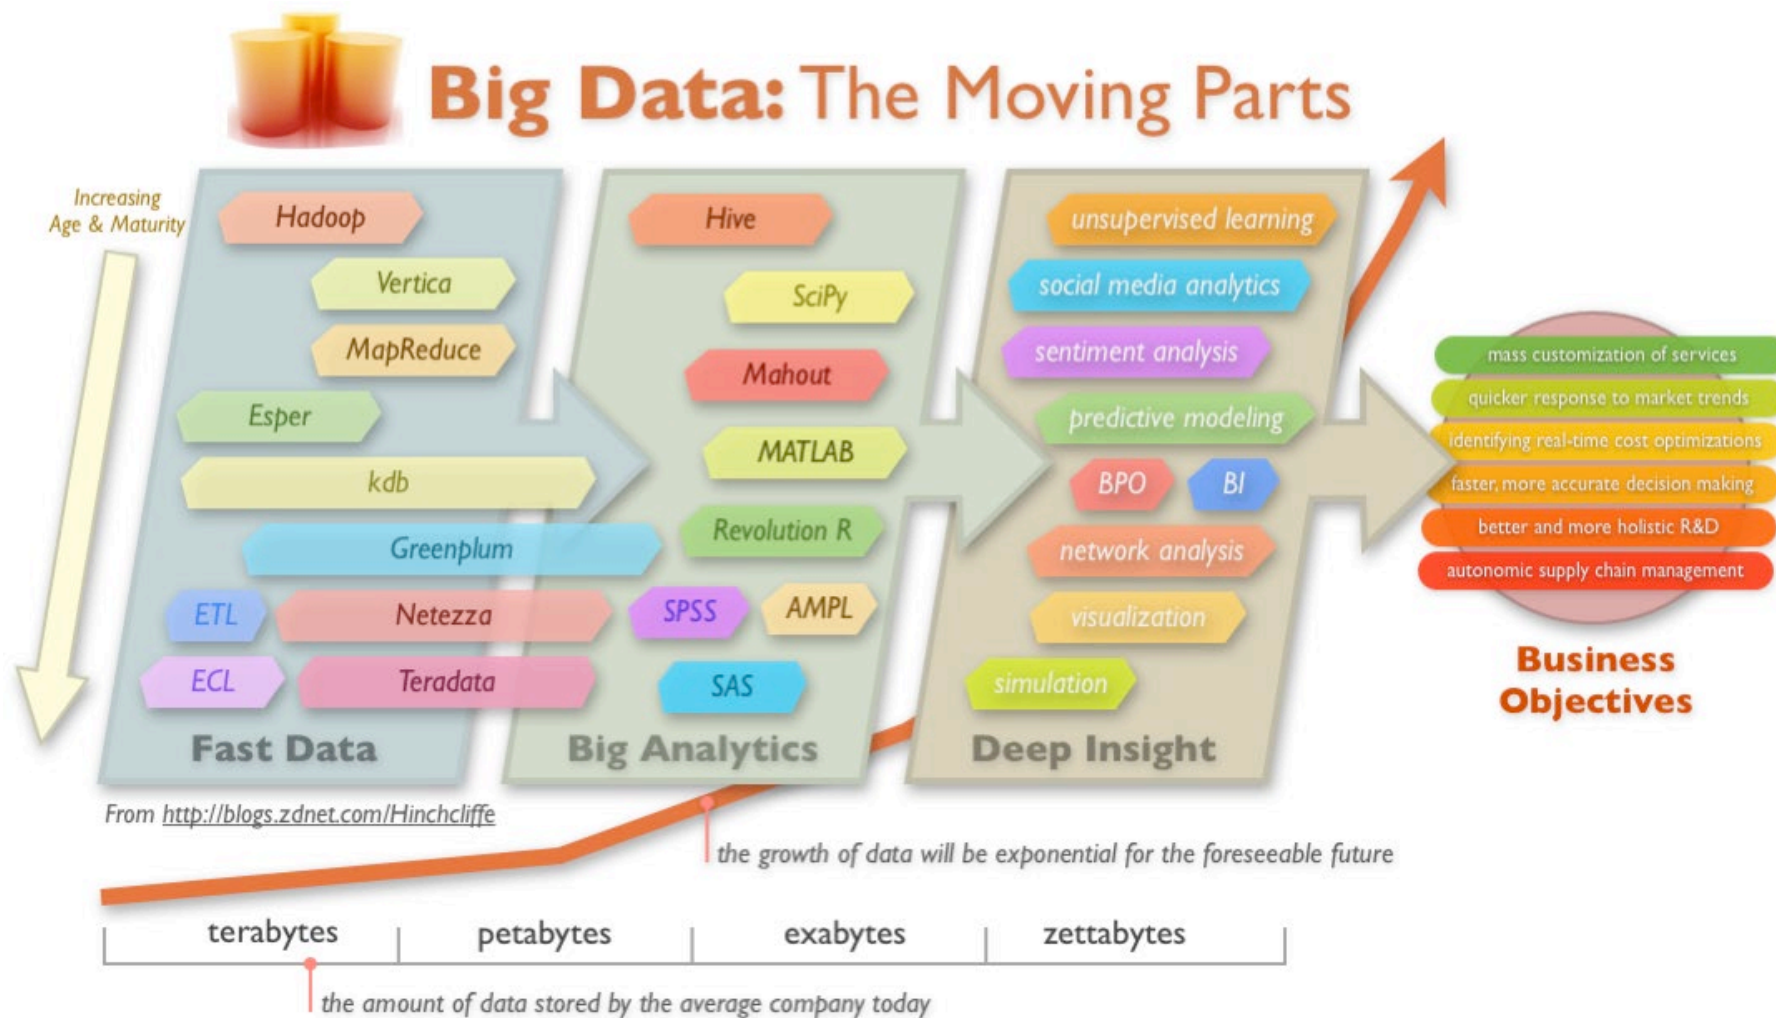 Big Data: The Moving Parts
Increasing
Age & Maturity
Hadoop
Vertica
MapReduce
Esper
kdb
Greenplum
ETL
Netezza
ECL
Teradata
Fast Data
Hive
SciPy
Mahout
MATLAB
Revolution R
SPSS
AMPL
SAS
Big Analytics
unsupervised learning
social media analytics
sentiment analysis
predictive modeling
BPO
BI
network analysis
visualization
simulation
Deep Insight
mass customization of services
quicker response to market trends
identifying real-time cost optimizations
faster, more accurate decision making
better and more holistic R&D
autonomic supply chain management
Business
Objectives
From http://blogs.zdnet.com/Hinchcliffe
the growth of data will be exponential for the foreseeable future
terabytes
petabytes
exabytes
zettabytes
the amount of data stored by the average company today